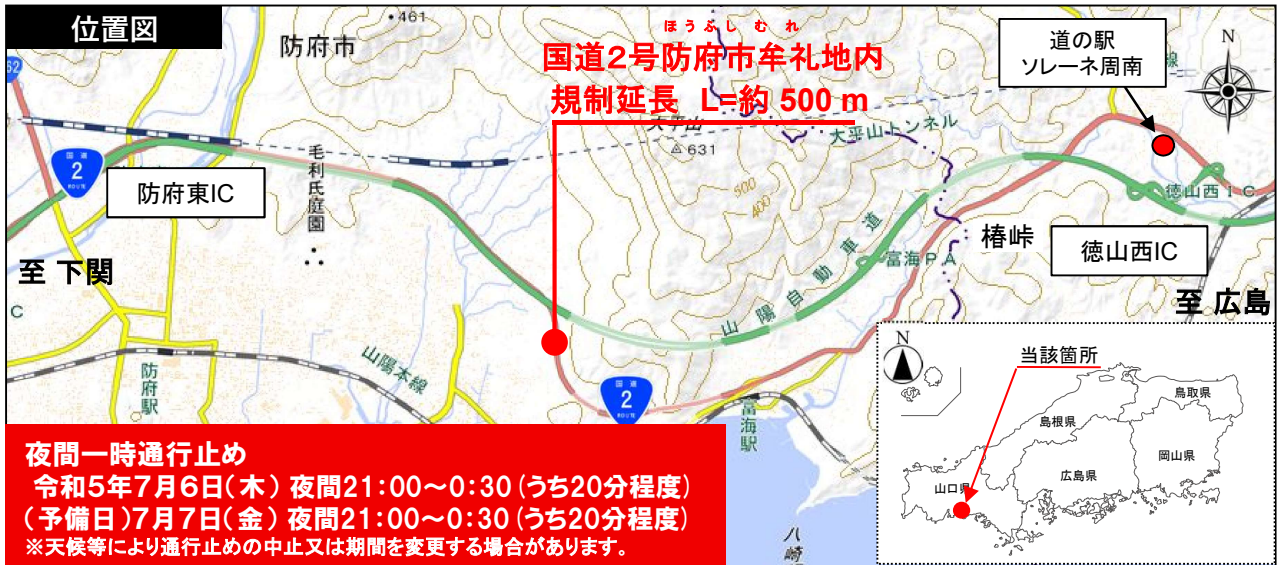 位置図
・461
防府市
ほうふし むれ
国道2号防府市牟礼地内
規制延長 L=約 500 m
道の駅
ソレーネ周南
N
62
国道
2
ROUTE
防府東IC
毛利氏庭園
大平山
631
大平山トンネル
500
400
徳山西IC
椿峠
徳山西IC
富海PA
山陽自動車道
至 下関
至 広島
C
防府駅
山陽本線
国道
2
ROUTE
富海駅
八崎
夜間一時通行止め
令和5年7月6日(木) 夜間21:00～0:30(うち20分程度)
(予備日)7月7日(金) 夜間21:00～0:30(うち20分程度)
※天候等により通行止めの中止又は期間を変更する場合があります。
N
当該箇所
鳥取県
島根県
岡山県
広島県
山口県